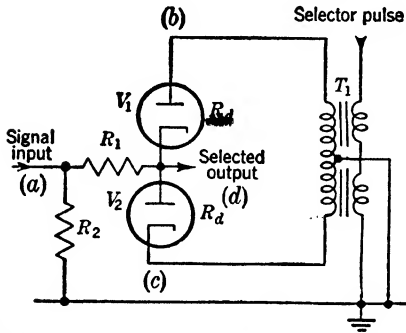 (b)
Selector pulse
V1
Rd
T1
Signal
input
(a)
R1
Selected
output
(d)
V2
Rd
R2
(c)